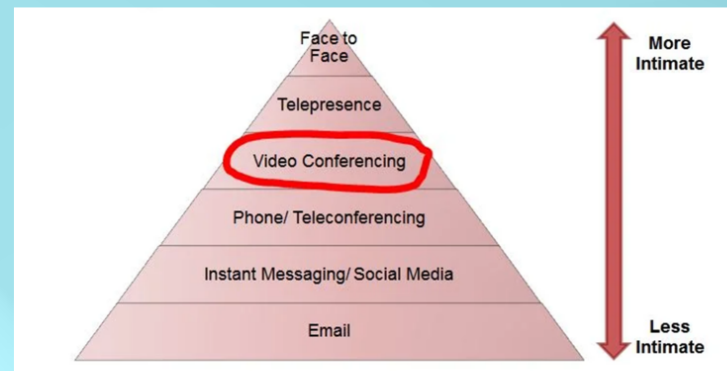 Face to
Face
More
Intimate
Telepresence
Video Conferencing
Phone/ Teleconferencing
Instant Messaging/ Social Media
Email
Less
Intimate